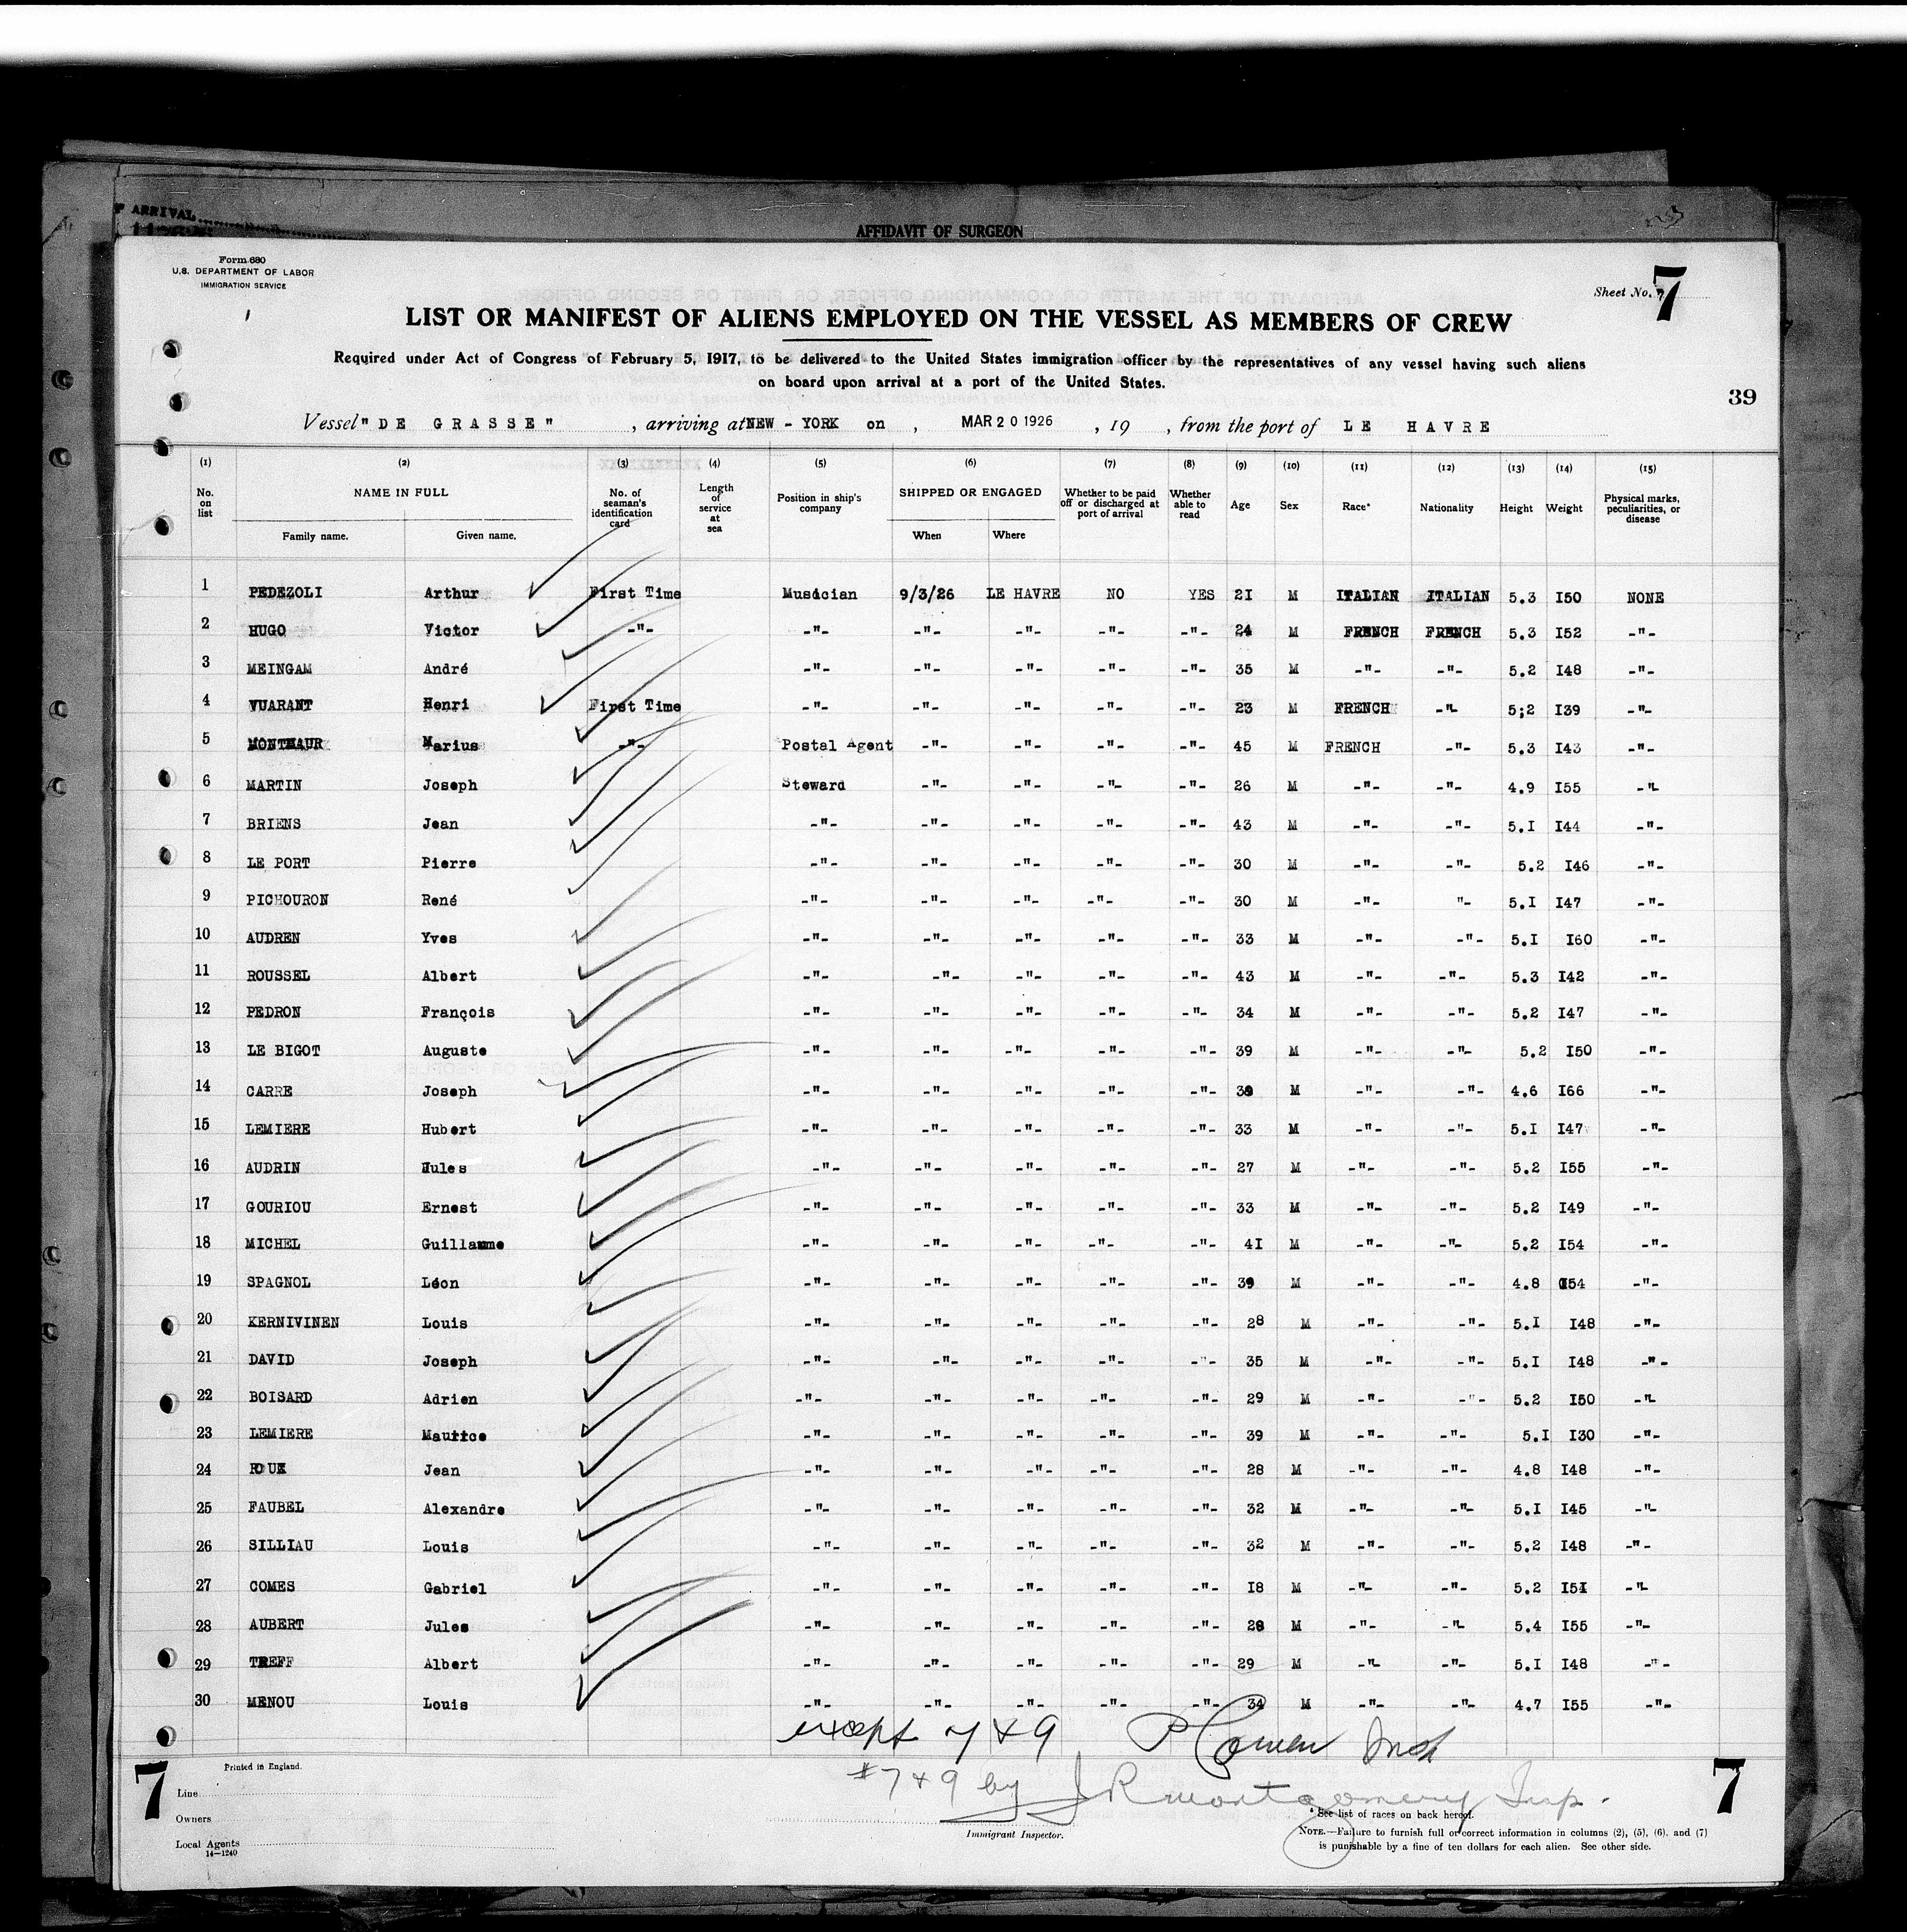 ARRIVAL
AFFIDAVIT OF SURGEON
Form 680
U.S. DEPARTMENT OF LABOR
IMMIGRATION SERVICE
Sheet No. 7
7
LIST OR MANIFEST OF ALIENS EMPLOYED ON THE VESSEL AS MEMBERS OF CREW
Required under Act of Congress of February 5, 1917, to be delivered to the United States immigration officer by the representatives of any vessel having such aliens
on board upon arrival at a port of the United States.
39
Vessel "DE GRASSE", arriving at NEW - YORK on, MAR 20 1926, 19 , from the port of LE HAVRE
(1) (2) (3) (4) (5) (6) (7) (8) (9) (10) (11) (12) (13) (14) (15)
No. on list NAME IN FULL No. of seaman's identification card Length of service at sea Position in ship's company SHIPPED OR ENGAGED Whether to be paid off or discharged at port of arrival Whether able to read Age Sex Race* Nationality Height Weight Physical marks, peculiarities, or disease
Family name. Given name. When Where
1 PEDEZOLI Arthur First Time Musician 9/3/26 LE HAVRE NO YES 2I M ITALIAN ITALIAN 5.3 I50 NONE
2 HUGO Victor -"- -"- -"- -"- -"- -"- 24 M FRENCH FRENCH 5.3 I52 -"-
3 MEINGAM André -"- -"- -"- -"- -"- 35 M -"- -"- 5.2 I48 -"-
4 VUARANT Henri First Time -"- -"- -"- -"- -"- 23 M FRENCH -"- 5;2 I39 -"-
5 MONTMAUR Marius -"- Postal Agent -"- -"- -"- -"- 45 M FRENCH -"- 5.3 I43 -"-
6 MARTIN Joseph Steward -"- -"- -"- -"- 26 M -"- -"- 4.9 I55 -"-
7 BRIENS Jean -"- -"- -"- -"- -"- 43 M -"- -"- 5.I I44 -"-
8 LE PORT Pierre -"- -"- -"- -"- -"- 30 M -"- -"- 5.2 I46 -"-
9 PICHOURON René -"- -"- -"- -"- -"- 30 M -"- "- 5.I I47 -"-
10 AUDREN Yves -"- -"- -"- -"- -"- 33 M -"- -"- 5.I I60 -"-
11 ROUSSEL Albert -"- -"- -"- -"- -"- 43 M -"- -"- 5.3 I42 -"-
12 PEDRON François -"- -"- -"- -"- -"- 34 M -"- -"- 5.2 I47 -"-
13 LE BIGOT Auguste -"- -"- -"- -"- -"- 39 M -"- -"- 5.2 I50 -"-
14 CARRE Joseph -"- -"- -"- -"- -"- M -"- -"- 4.6 I66 -"-
15 LEMIERE Hubert -"- -"- -"- -"- -"- 33 M -"- -"- 5.I I47 -"-
16 AUDRIN Jules -"- -"- -"- -"- -"- 27 M -"- -"- 5.2 I55 -"-
17 GOURIOU Ernest -"- -"- -"- -"- -"- 33 M -"- -"- 5.2 I49 -"-
18 MICHEL Guillaume -"- -"- -"- -"- -"- 4I M -"- -"- 5.2 I54 -"-
19 SPAGNOL Léon -"- -"- -"- -"- -"- 39 M -"- -"- 4.8 I54 -"-
20 KERNIVINEN Louis -"- -"- -"- -"- -"- 28 M -"- -"- 5.I I48 -"-
21 DAVID Joseph -"- -"- -"- -"- -"- 35 M -"- -"- 5.I I48 -"-
22 BOISARD Adrien -"- -"- -"- -"- -"- 29 M -"- -"- 5.2 I50 -"-
23 LEMIERE Maurice -"- -"- -"- -"- -"- 39 M -"- -"- 5.I I30 -"-
24 ROUX Jean -"- -"- -"- -"- -"- 28 M -"- -"- 4.8 I48 -"-
25 FAUBEL Alexandre -"- -"- -"- -"- -"- 32 M -"- -"- 5.I I45 -"-
26 SILLIAU Louis -"- -"- -"- -"- -"- 32 M -"- -"- 5.2 I48 -"-
27 COMES Gabriel -"- -"- -"- -"- -"- I8 M -"- -"- 5.2 I5I -"-
28 AUBERT Jules -"- -"- -"- -"- -"- 28 M -"- -"- 5.4 I55 -"-
29 TREFF Albert -"- -"- -"- -"- -"- 29 M -"- -"- 5.I I48 -"-
30 MENOU Louis -"- -"- -"- -"- -"- 34 M -"- -"- 4.7 I55 -"-
except 7 & 9 P Cowen Insp
#7 & 9 by J R Montgomery Insp.
7 Printed in England. 7
Line
Owners
Local Agents
14—1240
Immigrant Inspector.
* See list of races on back hereof.
NOTE.—Failure to furnish full or correct information in columns (2), (5), (6), and (7)
is punishable by a fine of ten dollars for each alien. See other side.